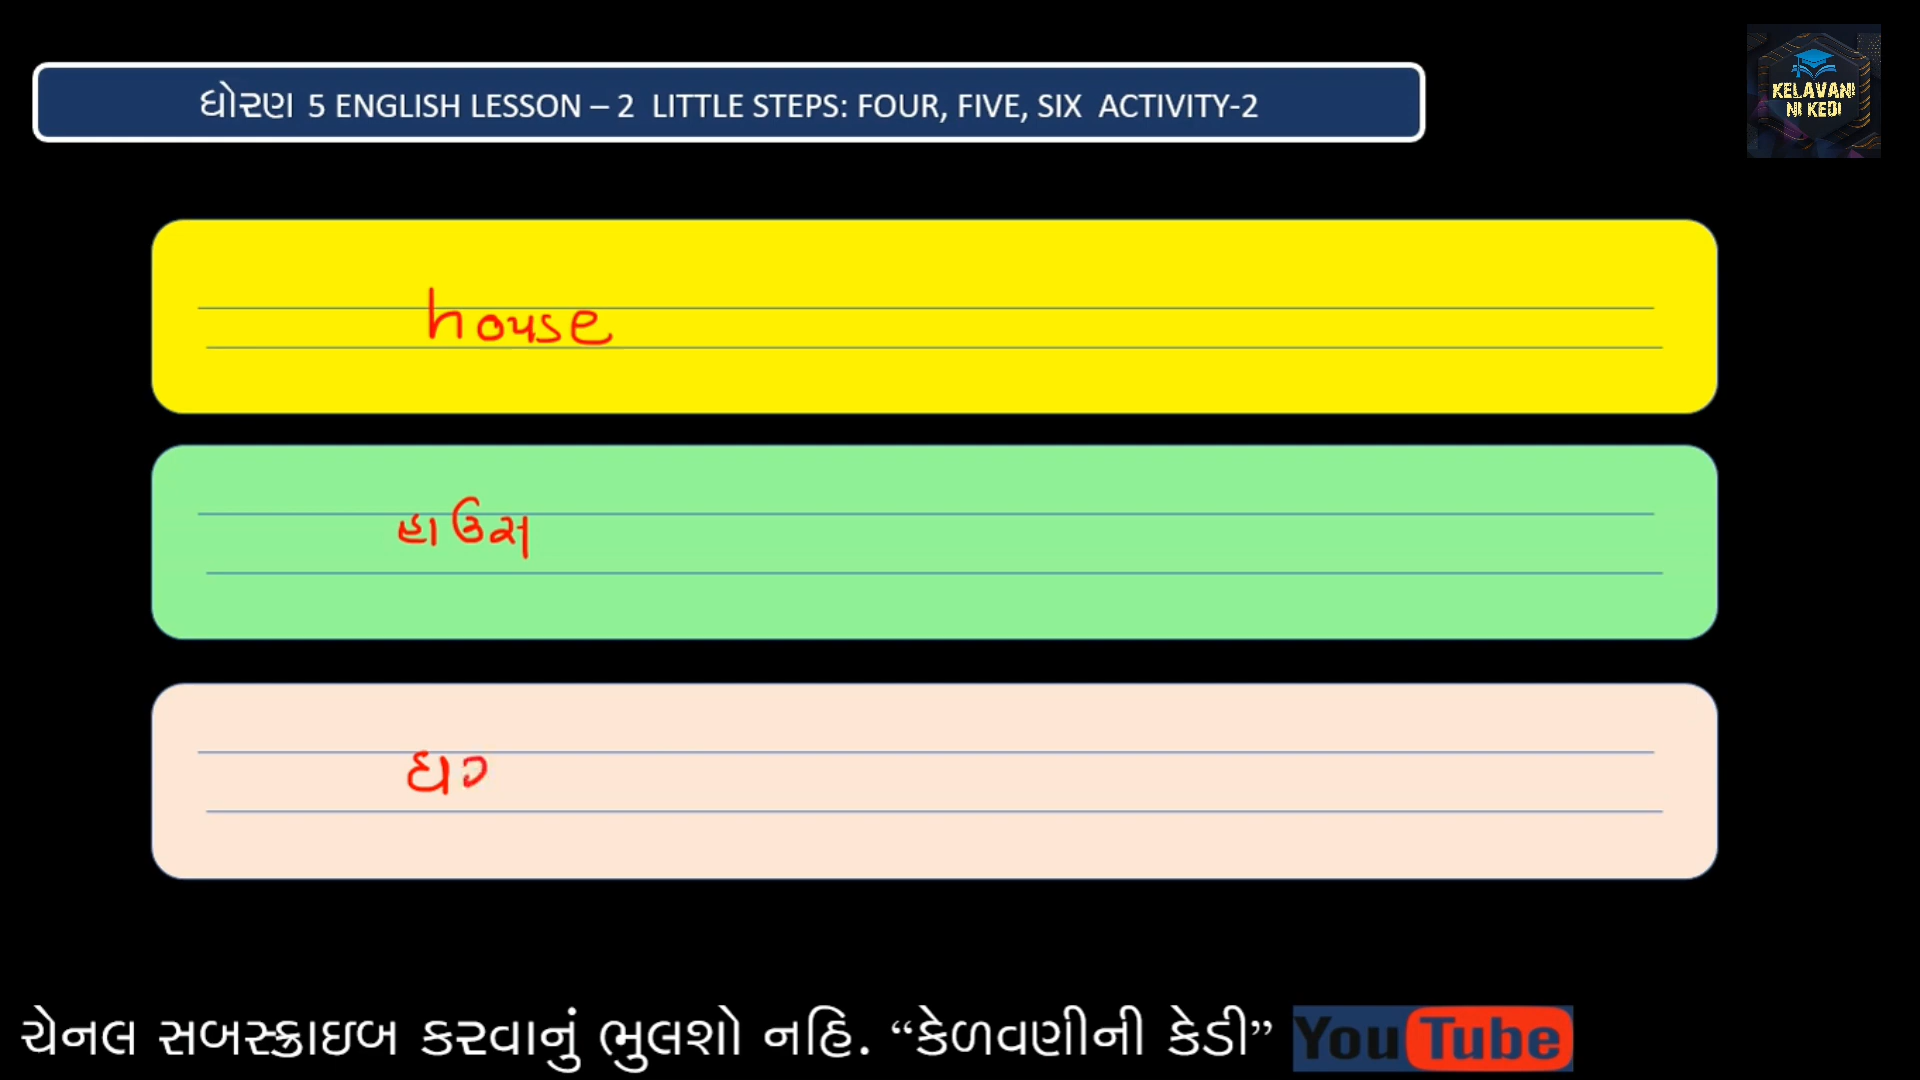 ધોરણ 5 ENGLISH LESSON – 2 LITTLE STEPS: FOUR, FIVE, SIX ACTIVITY-2
KELAVANI
NI KEDI
house
હાઉસ
ઘર
ચેનલ સબસ્ક્રાઇબ કરવાનું ભુલશો નહિ. “કેળવણીની કેડી” YouTube